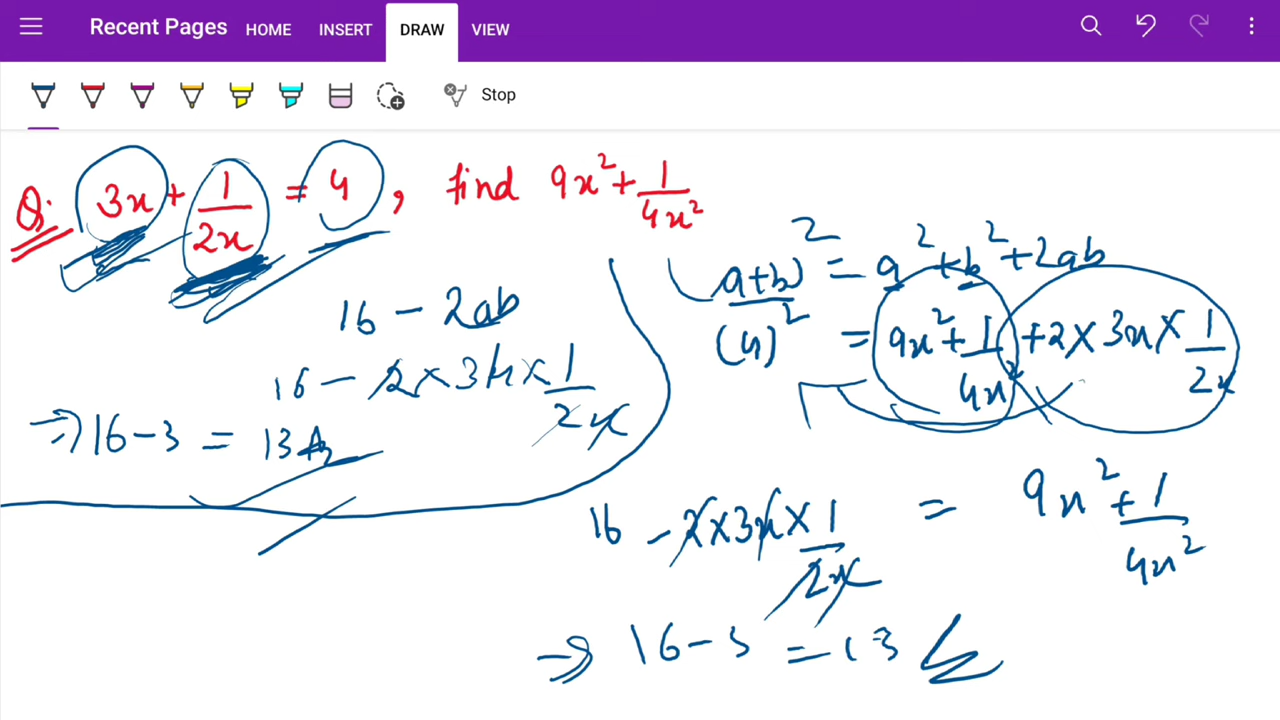 Recent Pages HOME INSERT DRAW VIEW
Stop
Q. 3x + 1/2x = 4, find 9x² + 1/4x²
16 - 2ab
16 - 2 × 3x × 1/2x
⇒ 16 - 3 = 13 A
(a+b)² = a² + b² + 2ab
(4)² = 9x² + 1/4x² + 2 × 3x × 1/2x
16 - 2 × 3x × 1/2x = 9x² + 1/4x²
⇒ 16 - 3 = 13